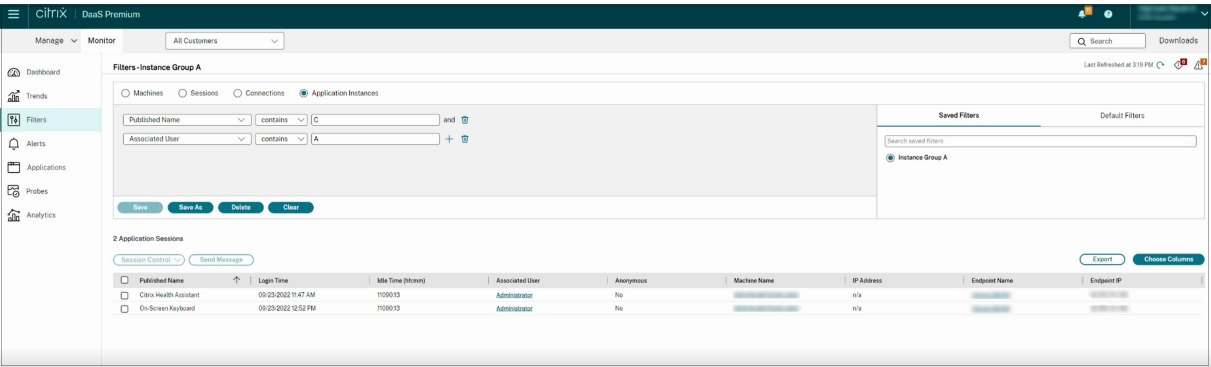 citrix | DaaS Premium
Manage Monitor All Customers Search Downloads
Filters - Instance Group A Last Refreshed at 3:19 PM 6 7
Dashboard
Trends
Filters
Alerts
Applications
Probes
Analytics
Machines Sessions Connections Application Instances
Published Name contains C and
Associated User contains A
Save Save As Delete Clear
Saved Filters Default Filters
Search saved filters
Instance Group A
2 Application Sessions
Session Control Send Message Export Choose Columns
Published Name Login Time Idle Time (hh:mm) Associated User Anonymous Machine Name IP Address Endpoint Name Endpoint IP
Citrix Health Assistant 09/23/2022 11:47 AM 11090:13 Administrator No n/a
On-Screen Keyboard 09/23/2022 12:52 PM 11090:13 Administrator No n/a